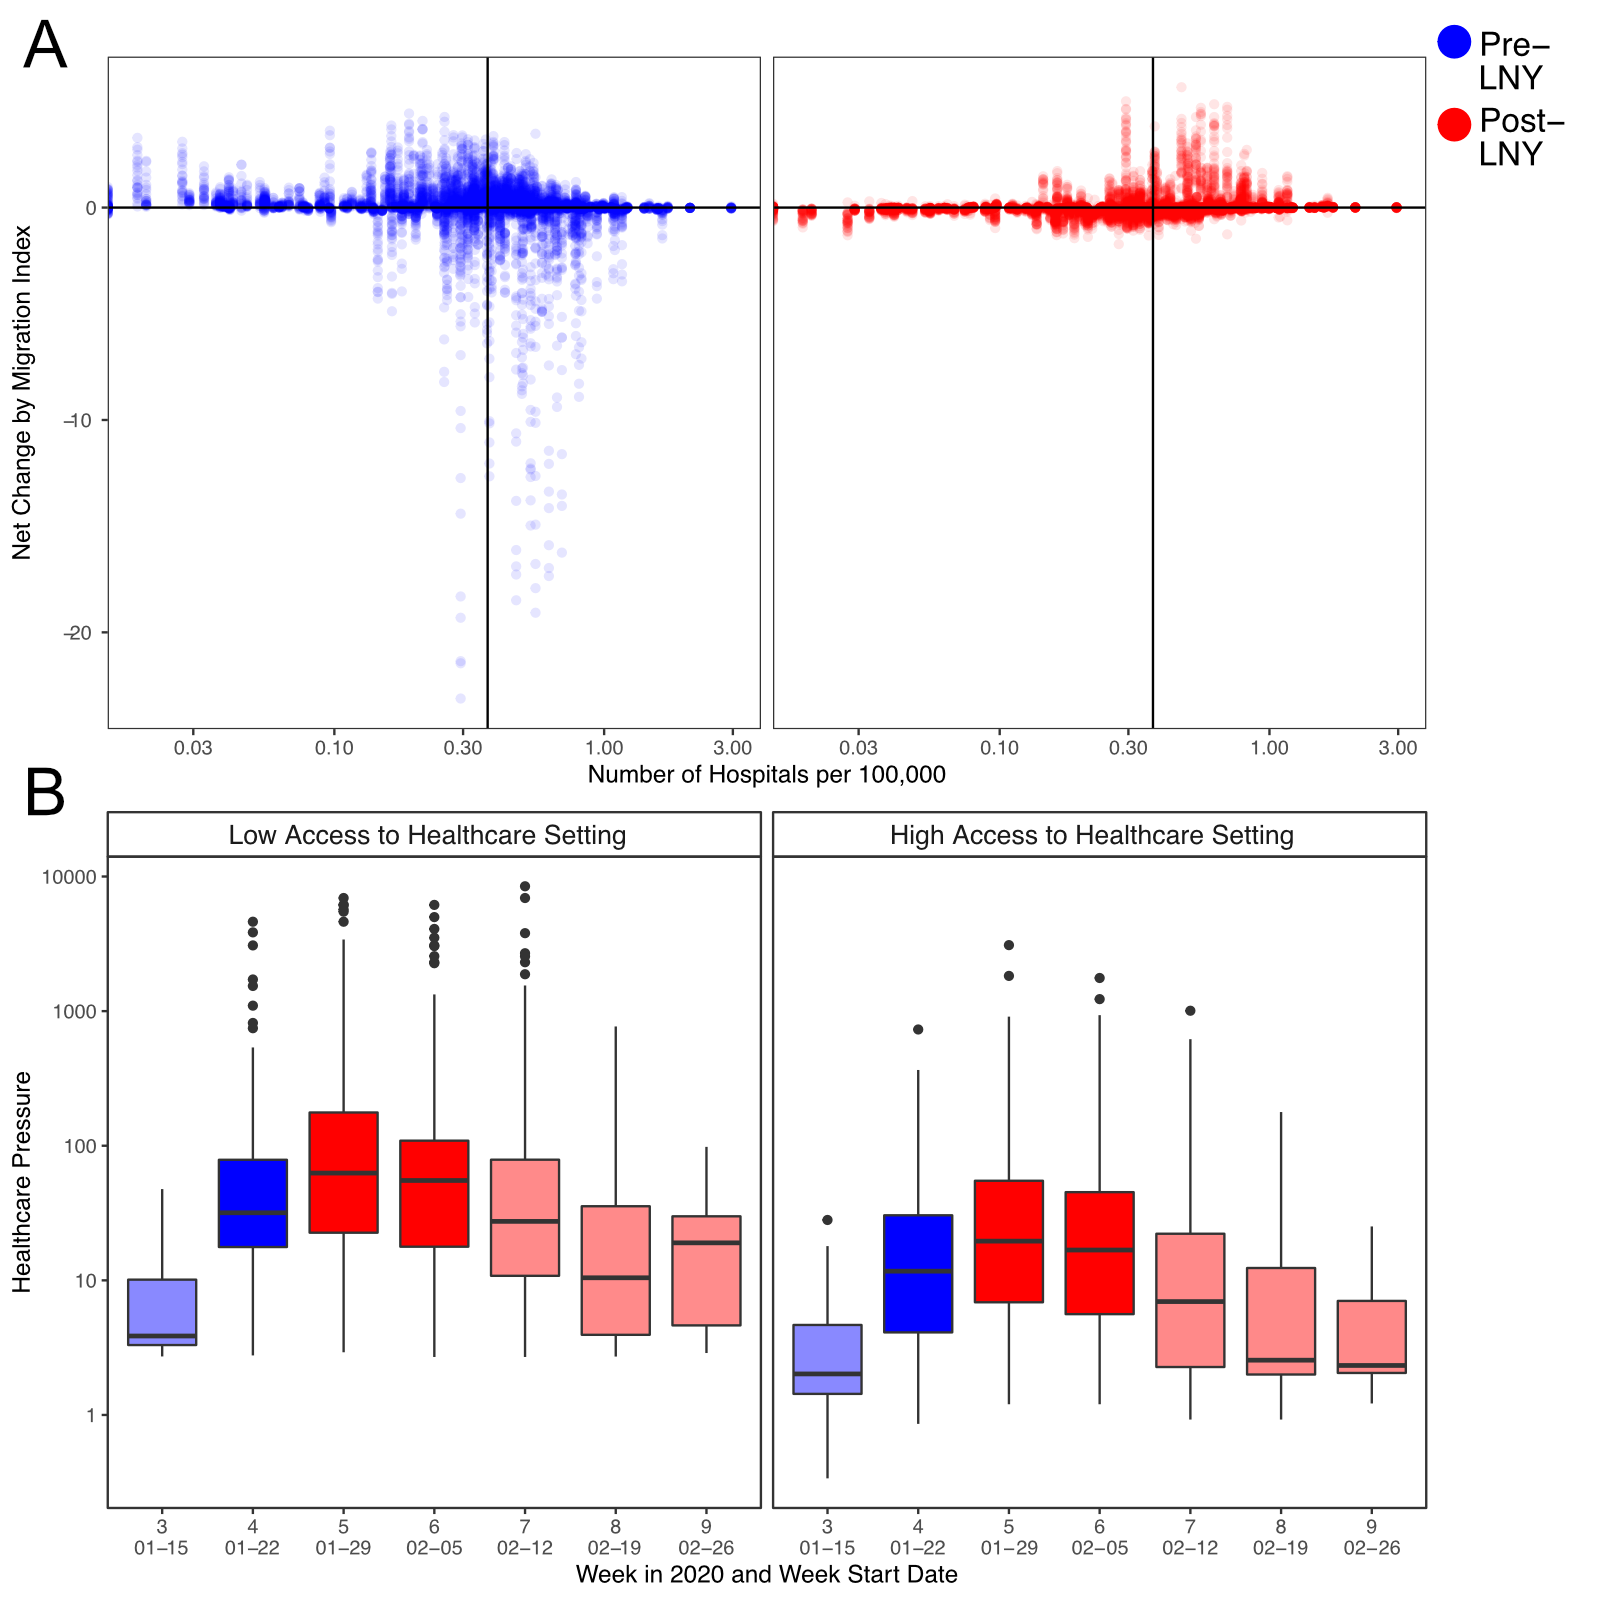 A
Pre–
LNY
Post–
LNY
Net Change by Migration Index
0
–10
–20
0.03 0.10 0.30 1.00 3.00
0.03 0.10 0.30 1.00 3.00
Number of Hospitals per 100,000
B
Low Access to Healthcare Setting
High Access to Healthcare Setting
Healthcare Pressure
10000
1000
100
10
1
3 4 5 6 7 8 9
01–15 01–22 01–29 02–05 02–12 02–19 02–26
3 4 5 6 7 8 9
01–15 01–22 01–29 02–05 02–12 02–19 02–26
Week in 2020 and Week Start Date